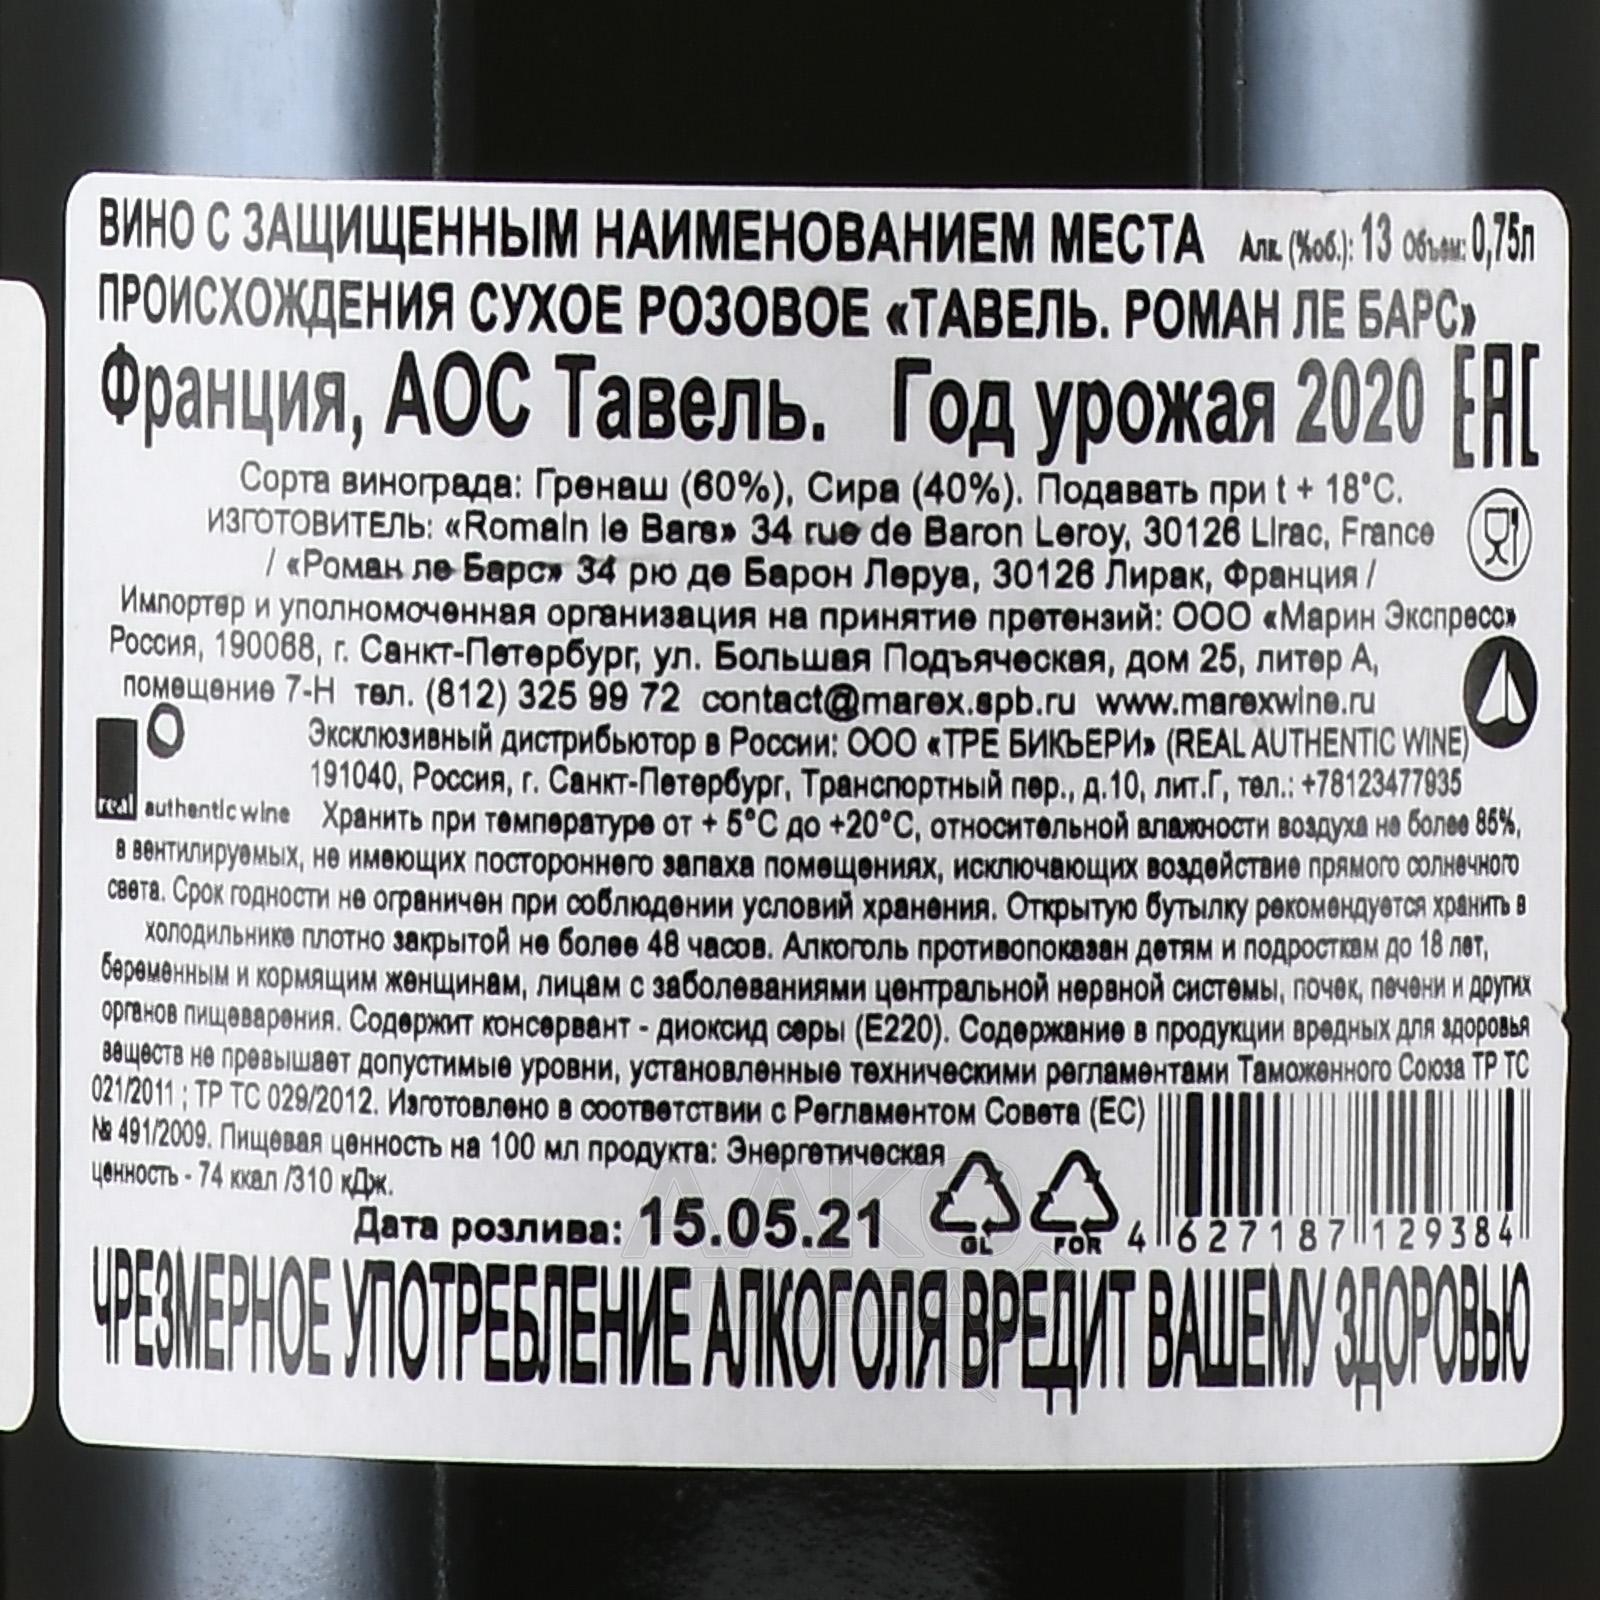 ВИНО С ЗАЩИЩЕННЫМ НАИМЕНОВАНИЕМ МЕСТА Алк. (%об.): 13 Объем: 0,75л
ПРОИСХОЖДЕНИЯ СУХОЕ РОЗОВОЕ «ТАВЕЛЬ. РОМАН ЛЕ БАРС»
Франция, АОС Тавель. Год урожая 2020 EAC
Сорта винограда: Гренаш (60%), Сира (40%). Подавать при t + 18°C.
ИЗГОТОВИТЕЛЬ: «Romain le Bars» 34 rue de Baron Leroy, 30126 Lirac, France
/ «Роман ле Барс» 34 рю де Барон Леруа, 30126 Лирак, Франция /
Импортер и уполномоченная организация на принятие претензий: ООО «Марин Экспресс»
Россия, 190068, г. Санкт-Петербург, ул. Большая Подъяческая, дом 25, литер А,
помещение 7-Н тел. (812) 325 99 72 contact@marex.spb.ru www.marexwine.ru
Эксклюзивный дистрибьютор в России: ООО «ТРЕ БИКЬЕРИ» (REAL AUTHENTIC WINE)
191040, Россия, г. Санкт-Петербург, Транспортный пер., д.10, лит.Г, тел.: +78123477935
real authentic wine
Хранить при температуре от + 5°C до +20°C, относительной влажности воздуха не более 85%,
в вентилируемых, не имеющих постороннего запаха помещениях, исключающих воздействие прямого солнечного
света. Срок годности не ограничен при соблюдении условий хранения. Открытую бутылку рекомендуется хранить в
холодильнике плотно закрытой не более 48 часов. Алкоголь противопоказан детям и подросткам до 18 лет,
беременным и кормящим женщинам, лицам с заболеваниями центральной нервной системы, почек, печени и других
органов пищеварения. Содержит консервант - диоксид серы (Е220). Содержание в продукции вредных для здоровья
веществ не превышает допустимые уровни, установленные техническими регламентами Таможенного Союза ТР ТС
021/2011 ; ТР ТС 029/2012. Изготовлено в соответствии с Регламентом Совета (ЕС)
№ 491/2009. Пищевая ценность на 100 мл продукта: Энергетическая
ценность - 74 ккал /310 кДж.
Дата розлива: 15.05.21
GL FOR 4 627187 129384
ЧРЕЗМЕРНОЕ УПОТРЕБЛЕНИЕ АЛКОГОЛЯ ВРЕДИТ ВАШЕМУ ЗДОРОВЬЮ